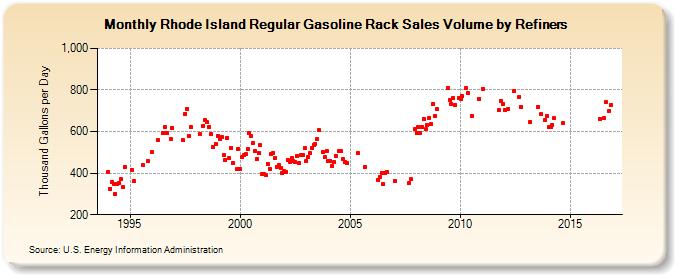 Monthly Rhode Island Regular Gasoline Rack Sales Volume by Refiners
Thousand Gallons per Day
1,000
800
600
400
200
1995 2000 2005 2010 2015
Source: U.S. Energy Information Administration